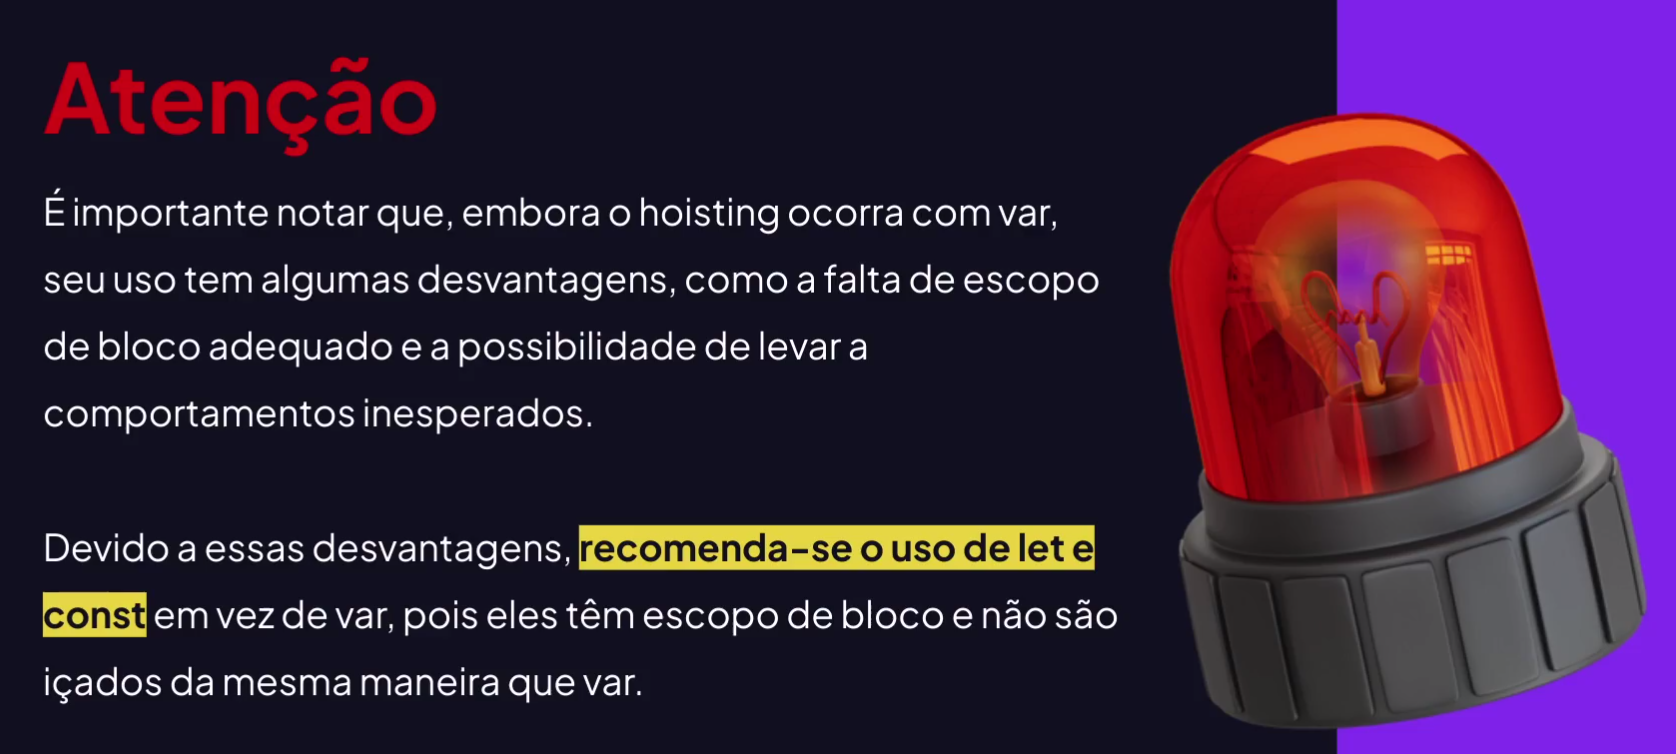 Atenção
É importante notar que, embora o hoisting ocorra com var,
seu uso tem algumas desvantagens, como a falta de escopo
de bloco adequado e a possibilidade de levar a
comportamentos inesperados.
Devido a essas desvantagens, recomenda-se o uso de let e
const em vez de var, pois eles têm escopo de bloco e não são
içados da mesma maneira que var.